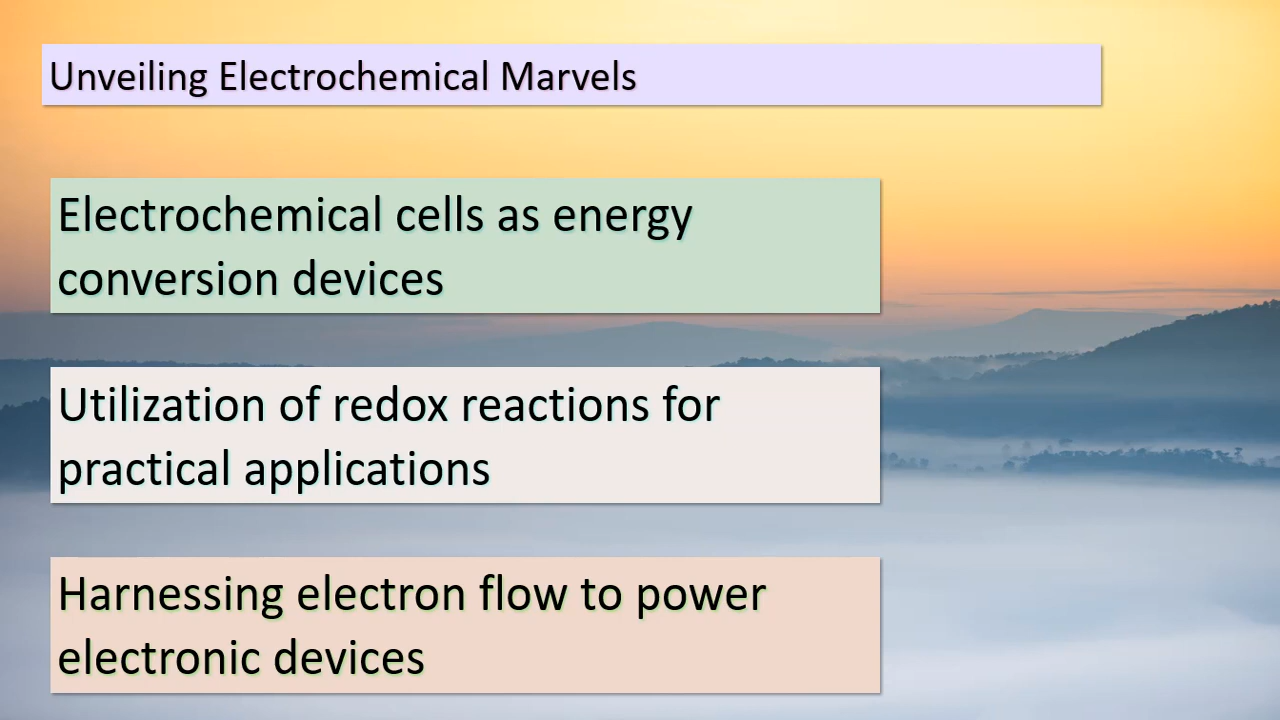 Unveiling Electrochemical Marvels
Electrochemical cells as energy
conversion devices
Utilization of redox reactions for
practical applications
Harnessing electron flow to power
electronic devices